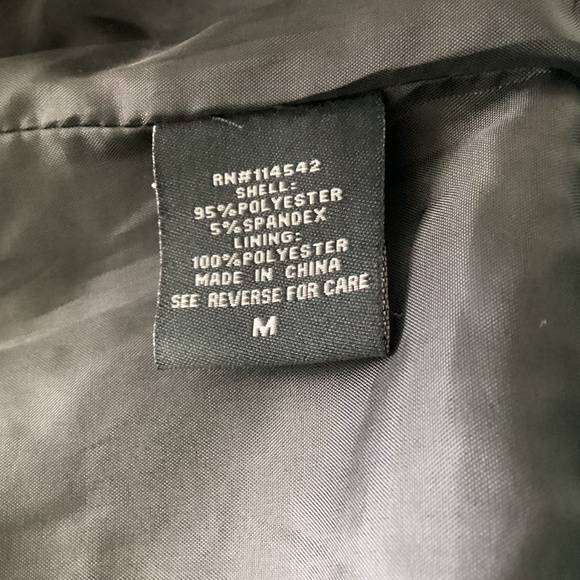 RN#114542
SHELL:
95%POLYESTER
5%SPANDEX
LINING:
100%POLYESTER
MADE IN CHINA
SEE REVERSE FOR CARE
M